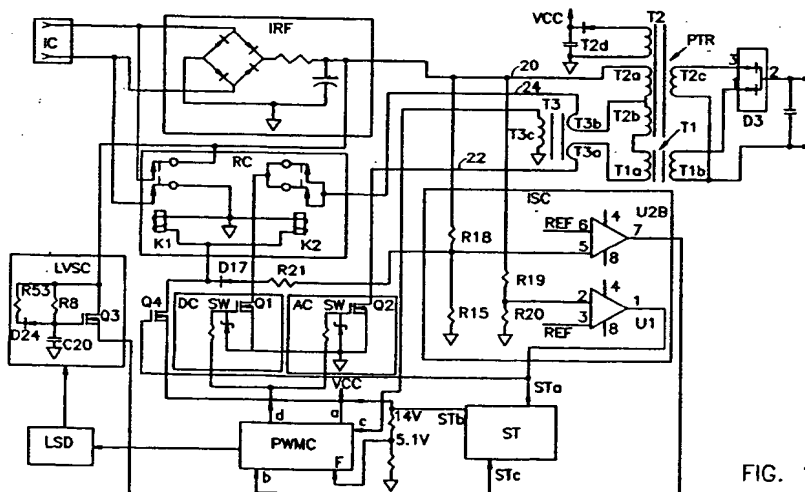 IC
IRF
VCC
T2
T2d
PTR
20
T2a
T2c
3
2
24
T3
T2b
D3
T3b
T3c
T1
T3a
22
T1a
T1b
RC
ISC
U2B
REF
6
4
7
5
8
K1
K2
R18
LVSC
D17
R21
R19
R53
R8
Q4
DC
SW
Q1
AC
SW
Q2
2
4
1
Q3
R15
R20
REF
3
8
U1
D24
C20
VCC
STa
d
a
c
14V
STb
ST
LSD
PWMC
5.1V
F
b
STc
FIG.